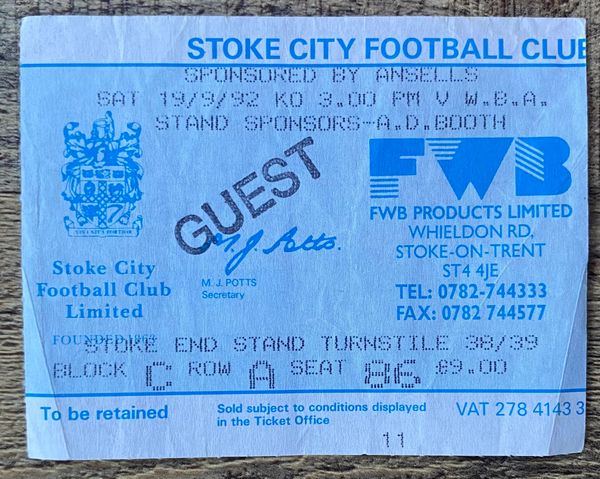 STOKE CITY FOOTBALL CLUB
SPONSORED BY ANSELLS
SAT 19/9/92 KO 3.00 PM V W.B.A.
STAND SPONSORS-A.D.BOOTH
GUEST
FWB
FWB PRODUCTS LIMITED
WHIELDON RD,
STOKE-ON-TRENT
ST4 4JE
TEL: 0782-744333
FAX: 0782 744577
M. J. Potts.
M. J. POTTS
Secretary
Stoke City
Football Club
Limited
FOUNDED 1863
STOKE END STAND TURNSTILE 38/39
BLOCK C ROW A SEAT 86 £9.00
To be retained
Sold subject to conditions displayed
in the Ticket Office
VAT 278 4143 3
11